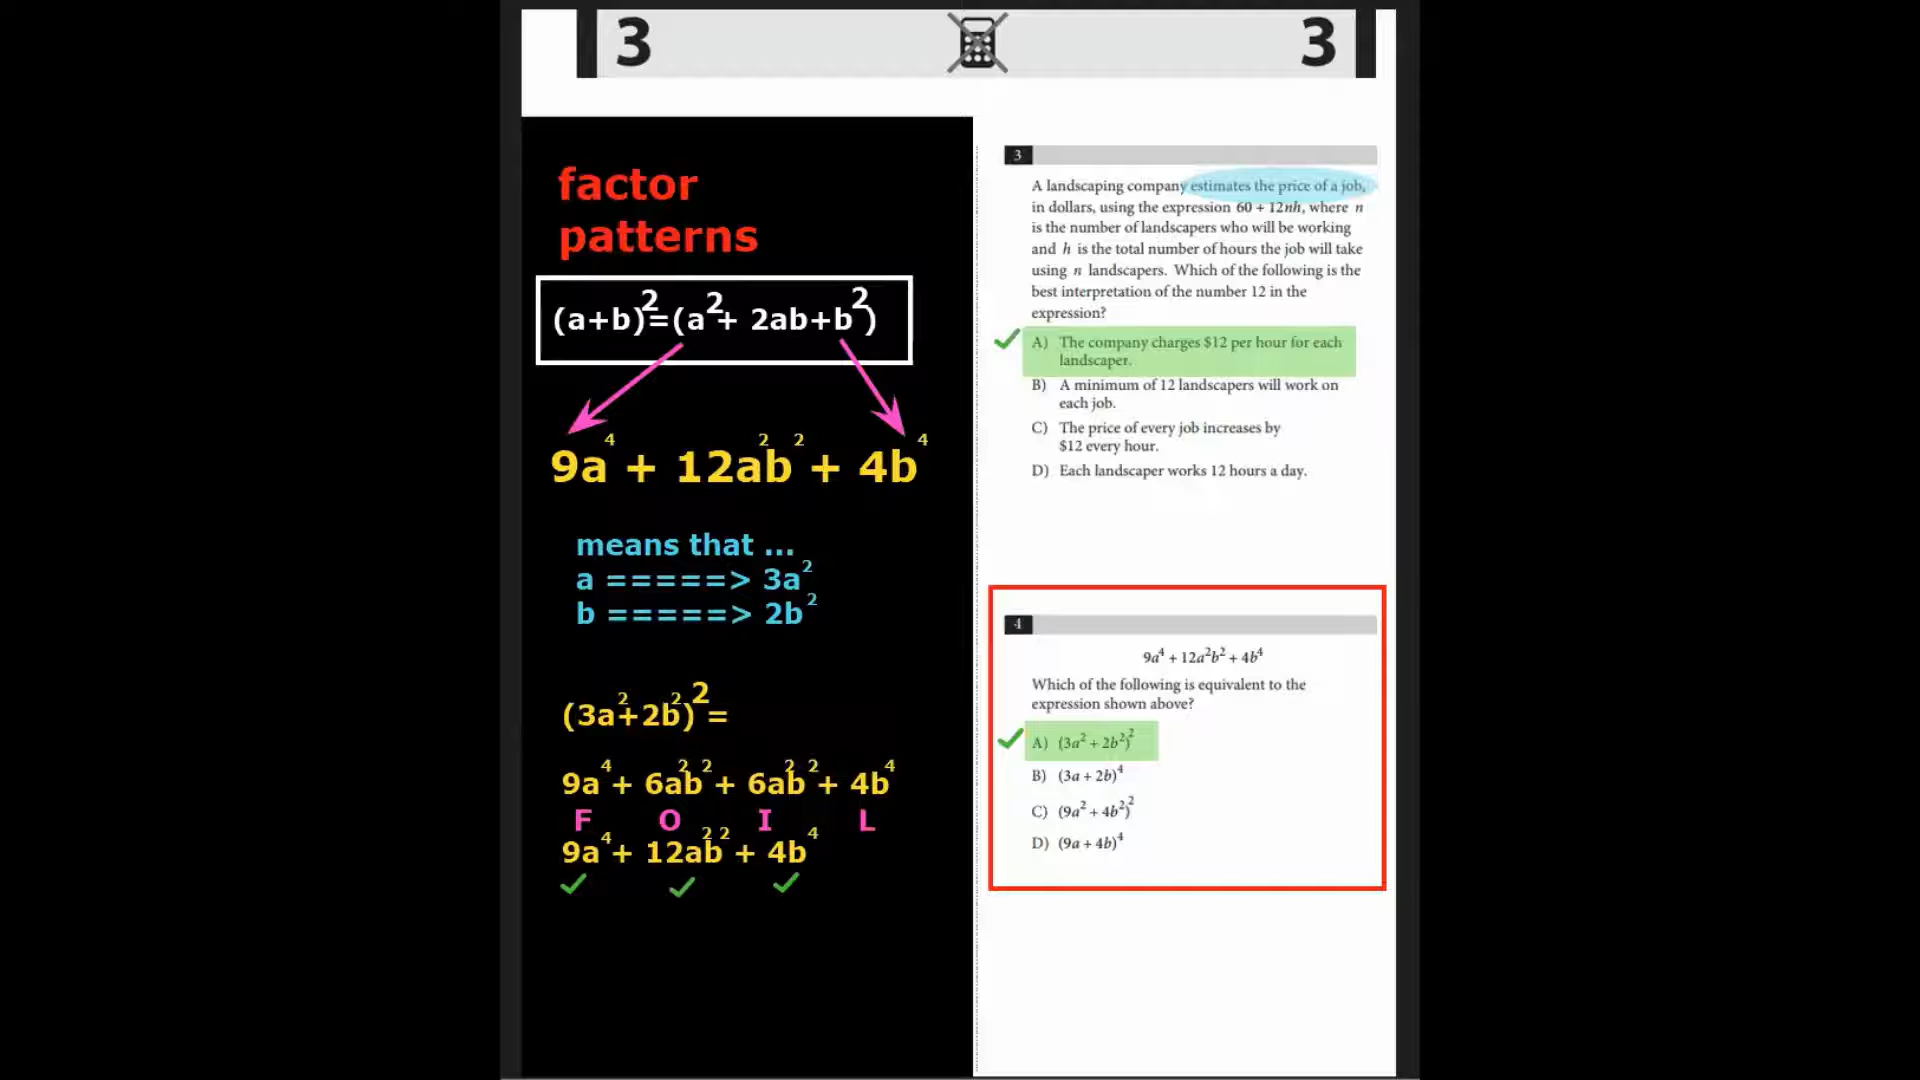 3 3
factor
patterns
(a+b)²=(a²+ 2ab+b²)
9a⁴ + 12a²b² + 4b⁴
means that ...
a =====> 3a²
b =====> 2b²
(3a²+2b²)²=
9a⁴+ 6a²b²+ 6a²b²+ 4b⁴
F O I L
9a⁴+ 12a²b² + 4b⁴
3
A landscaping company estimates the price of a job,
in dollars, using the expression 60 + 12nh, where n
is the number of landscapers who will be working
and h is the total number of hours the job will take
using n landscapers. Which of the following is the
best interpretation of the number 12 in the
expression?
A) The company charges $12 per hour for each
landscaper.
B) A minimum of 12 landscapers will work on
each job.
C) The price of every job increases by
$12 every hour.
D) Each landscaper works 12 hours a day.
4
9a⁴ + 12a²b² + 4b⁴
Which of the following is equivalent to the
expression shown above?
A) (3a² + 2b²)²
B) (3a + 2b)⁴
C) (9a² + 4b²)²
D) (9a + 4b)⁴